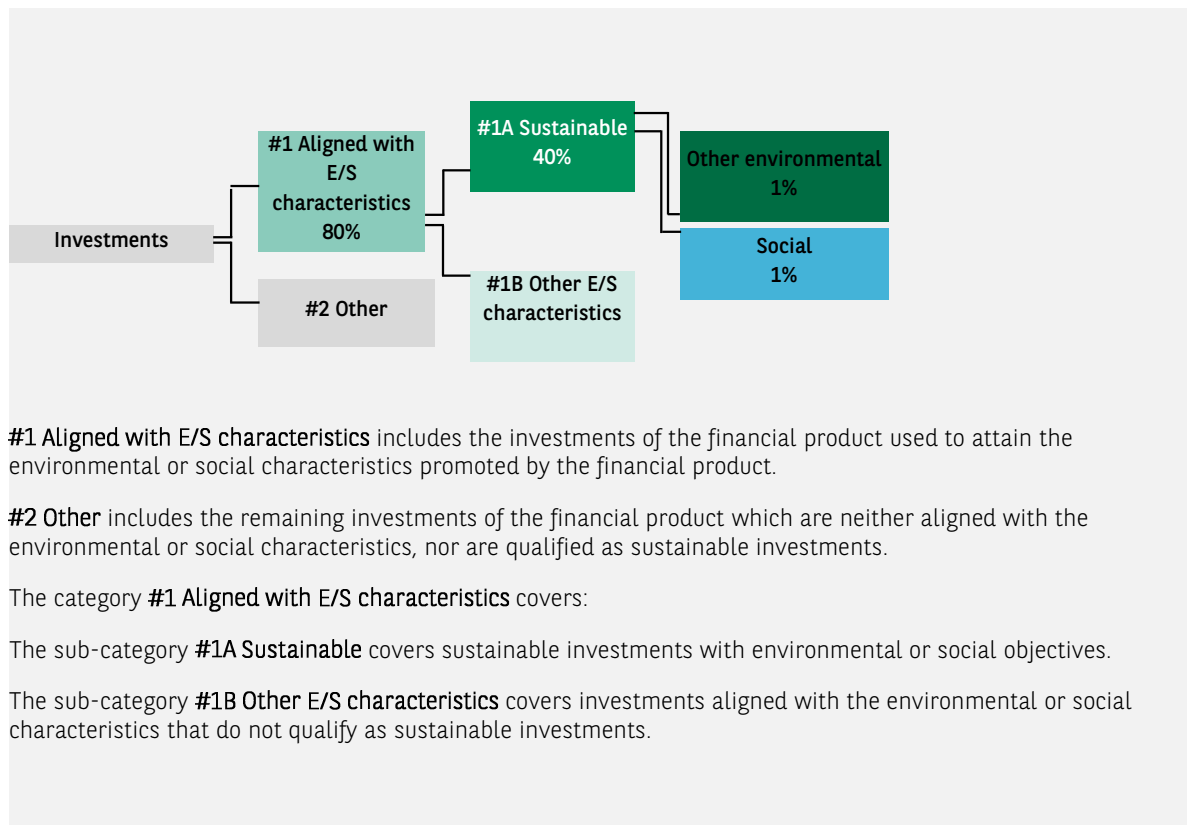 #1A Sustainable
40%
#1 Aligned with
E/S
characteristics
80%
Other environmental
1%
Investments
Social
1%
#1B Other E/S
characteristics
#2 Other
#1 Aligned with E/S characteristics includes the investments of the financial product used to attain the
environmental or social characteristics promoted by the financial product.
#2 Other includes the remaining investments of the financial product which are neither aligned with the
environmental or social characteristics, nor are qualified as sustainable investments.
The category #1 Aligned with E/S characteristics covers:
The sub-category #1A Sustainable covers sustainable investments with environmental or social objectives.
The sub-category #1B Other E/S characteristics covers investments aligned with the environmental or social
characteristics that do not qualify as sustainable investments.